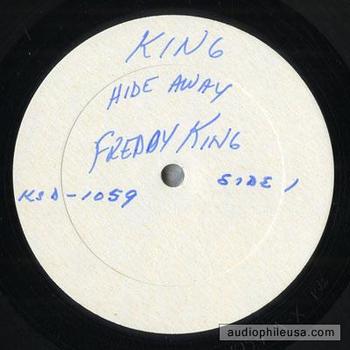 KING
HIDE AWAY
FREDDY KING
KSD-1059 SIDE 1
audiophileusa.com